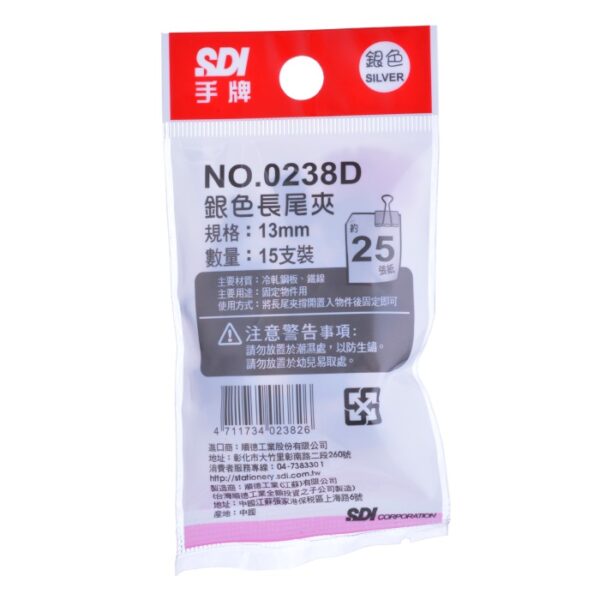 SDI
手牌
銀色
SILVER
NO.0238D
銀色長尾夾
規格：13mm
數量：15支裝
約
25
張紙
主要材質：冷軋鋼板、鐵線
主要用途：固定物件用
使用方式：將長尾夾撐開置入物件後固定即可
注意警告事項：
請勿放置於潮濕處，以防生鏽。
請勿放置於幼兒易取處。
4 711734 023826
進口商：順德工業股份有限公司
地址：彰化市大竹里彰南路二段260號
消費者服務專線：04-7383301
http://stationery.sdi.com.tw
製造商：順德工業(江蘇)有限公司
(台灣順德工業全額投資之子公司製造)
地址：中國江蘇張家港保稅區上海路6號
產地：中國
SDI CORPORATION